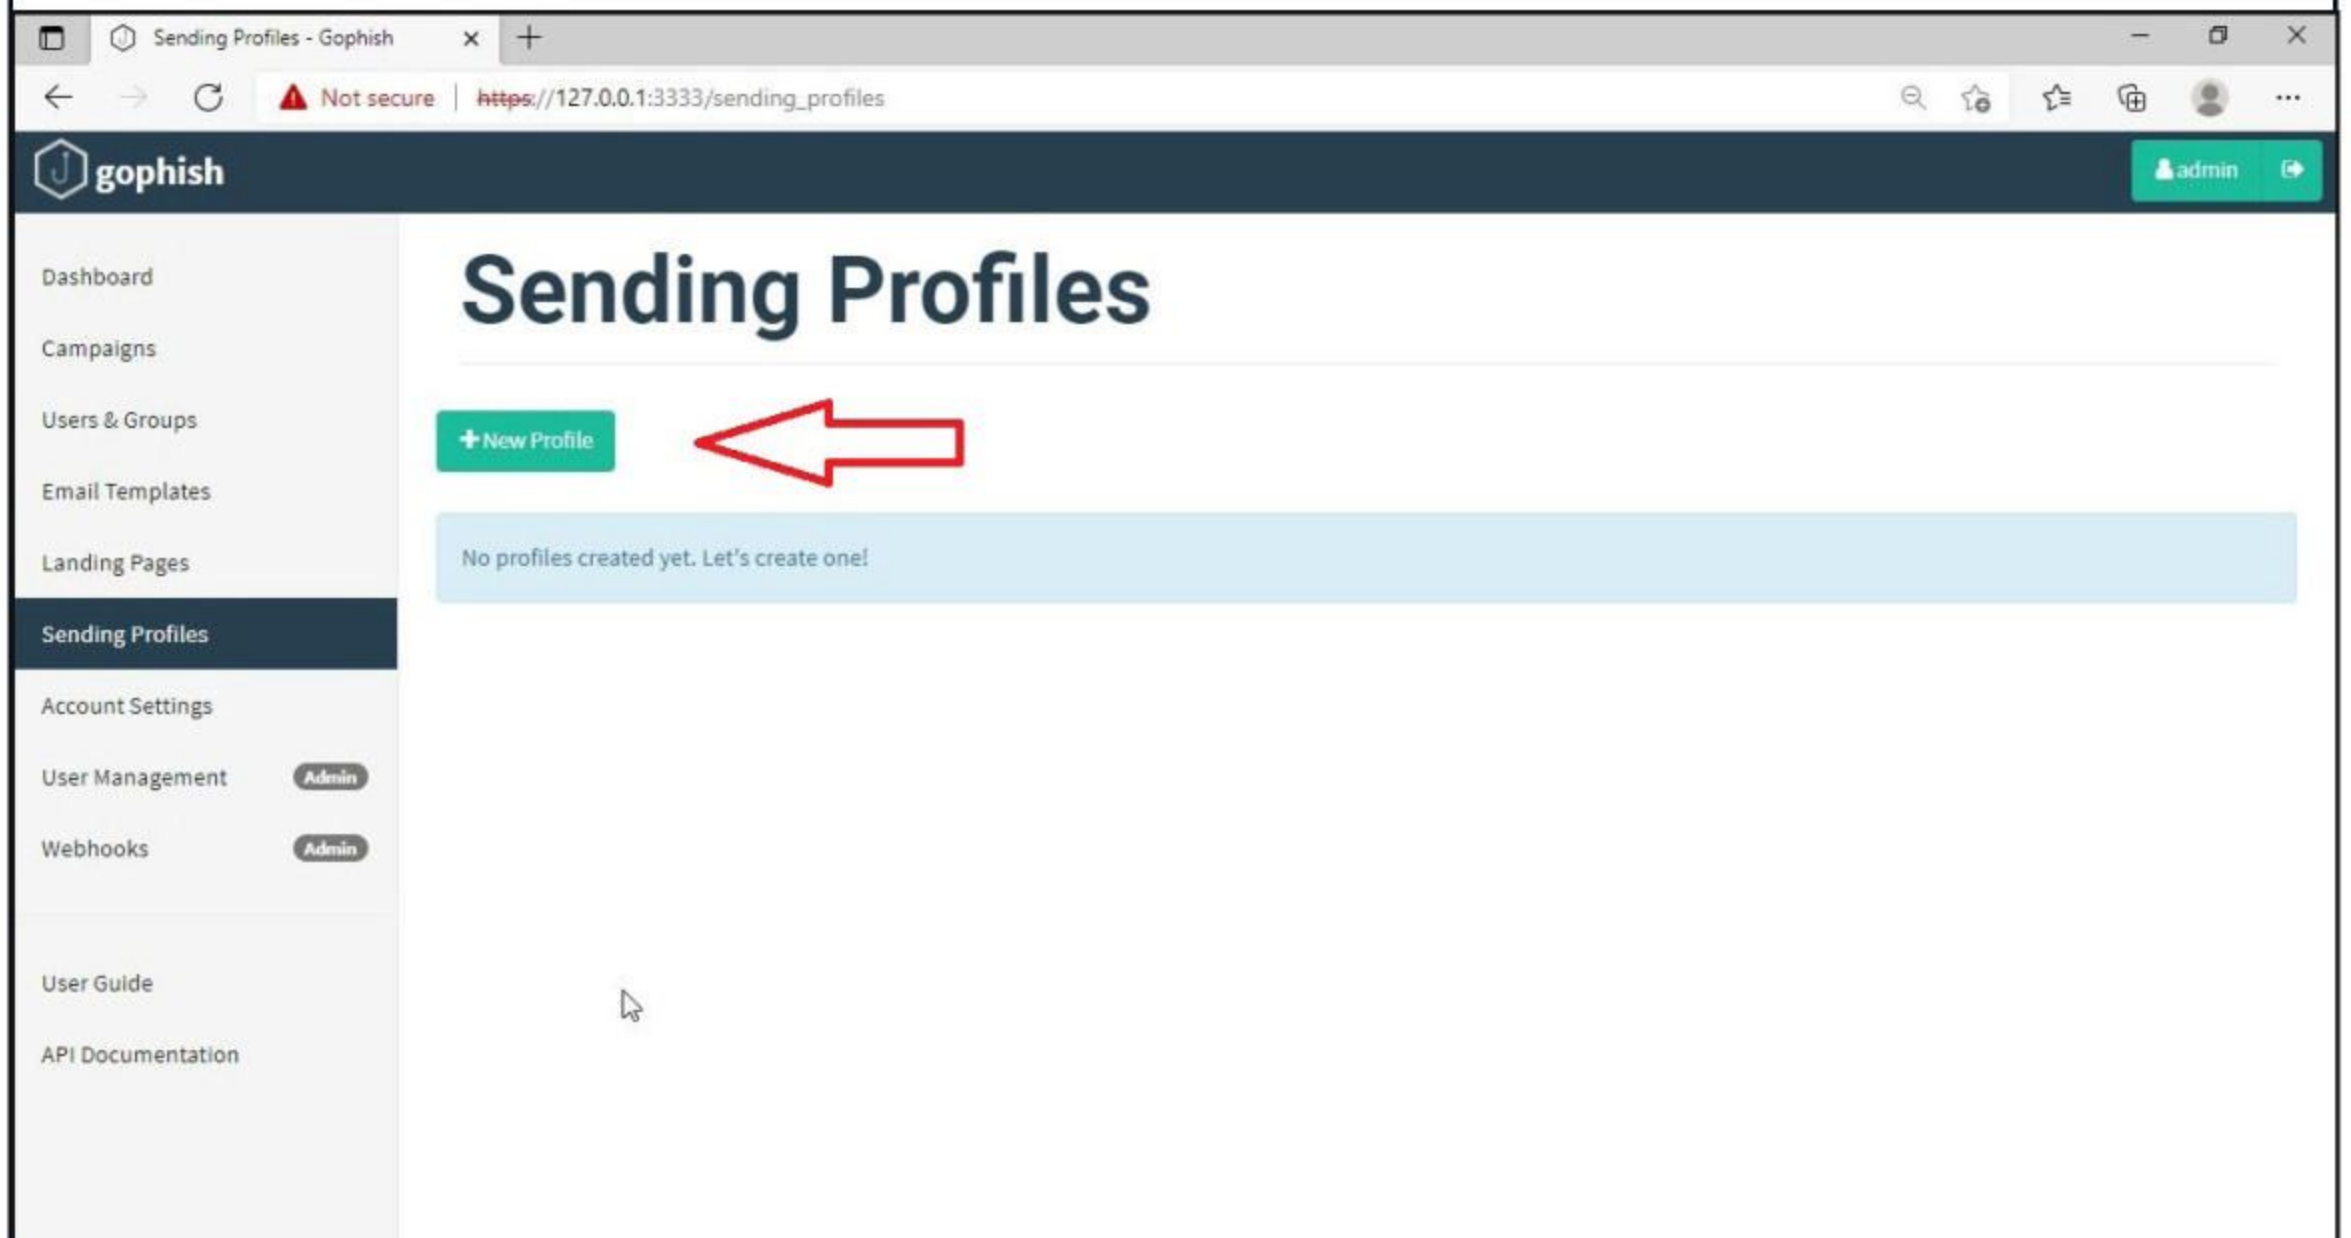 Sending Profiles - Gophish
Not secure https://127.0.0.1:3333/sending_profiles
gophish
admin
Dashboard
Campaigns
Users & Groups
Email Templates
Landing Pages
Sending Profiles
Account Settings
User Management Admin
Webhooks Admin
User Guide
API Documentation
Sending Profiles
New Profile
No profiles created yet. Let's create one!